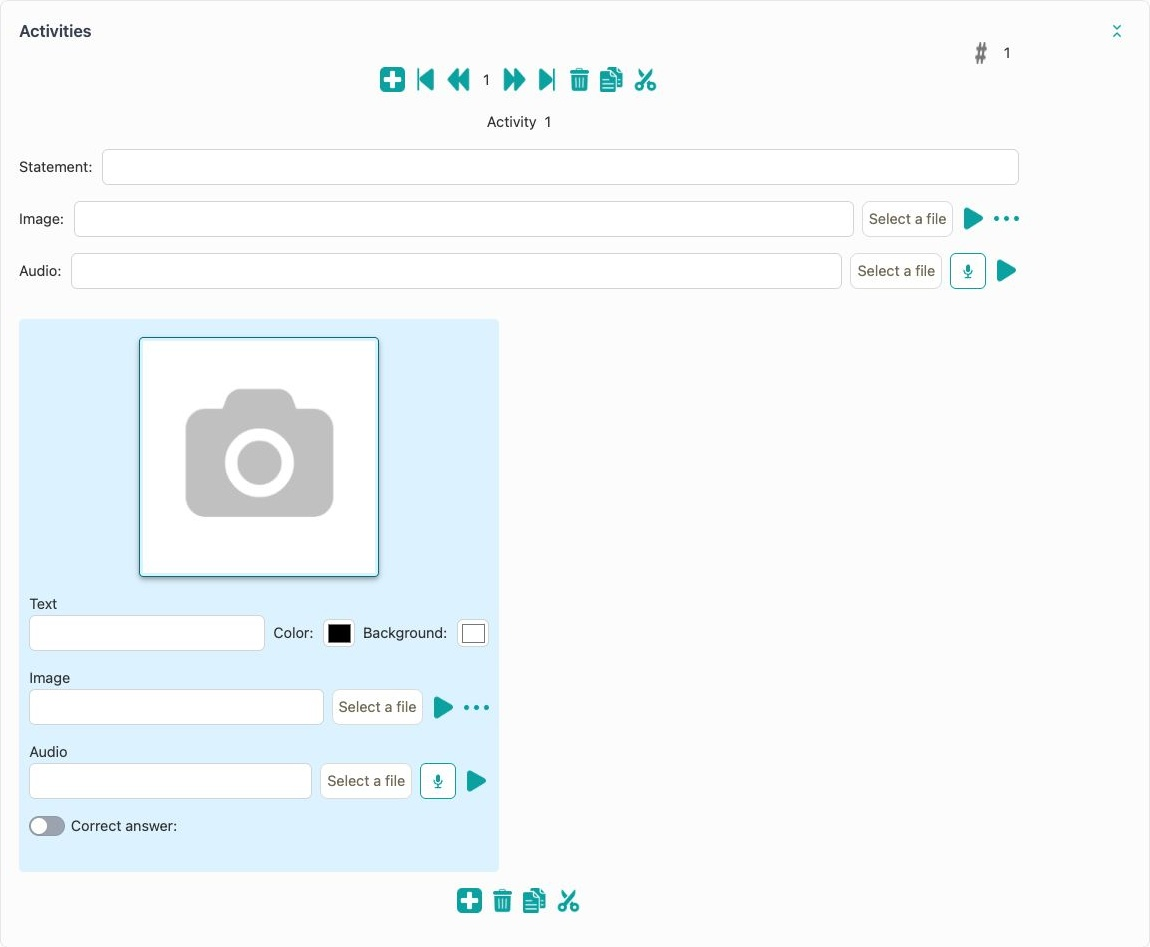 Activities
# 1
1
Activity 1
Statement:
Image: Select a file
Audio: Select a file
Text
Color: Background:
Image
Select a file
Audio
Select a file
Correct answer: